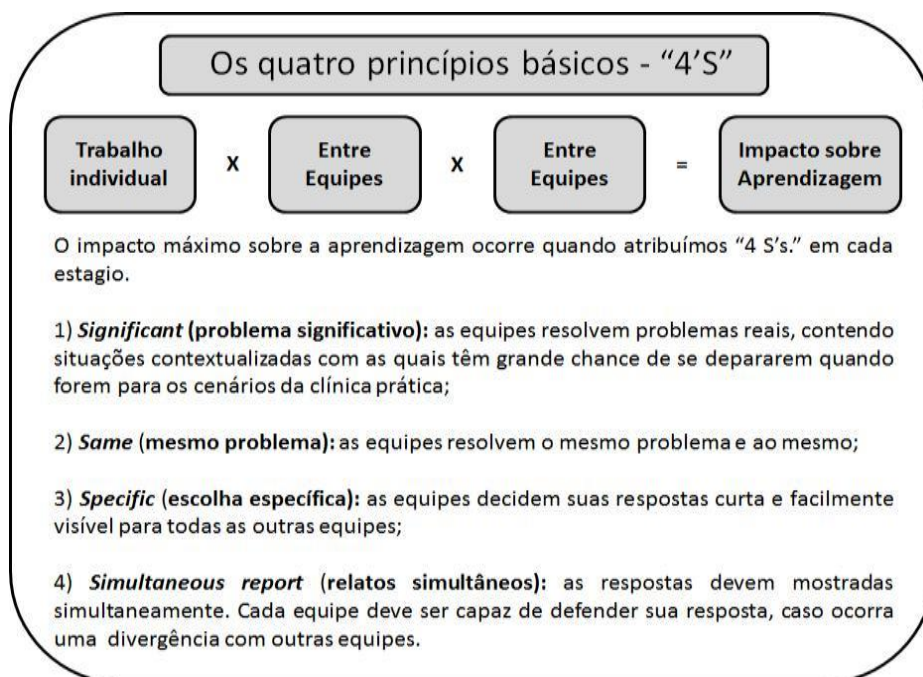 Os quatro princípios básicos - “4’S”
Trabalho individual X Entre Equipes X Entre Equipes = Impacto sobre Aprendizagem
O impacto máximo sobre a aprendizagem ocorre quando atribuímos “4 S’s.” em cada
estagio.
1) Significant (problema significativo): as equipes resolvem problemas reais, contendo
situações contextualizadas com as quais têm grande chance de se depararem quando
forem para os cenários da clínica prática;
2) Same (mesmo problema): as equipes resolvem o mesmo problema e ao mesmo;
3) Specific (escolha específica): as equipes decidem suas respostas curta e facilmente
visível para todas as outras equipes;
4) Simultaneous report (relatos simultâneos): as respostas devem mostradas
simultaneamente. Cada equipe deve ser capaz de defender sua resposta, caso ocorra
uma divergência com outras equipes.